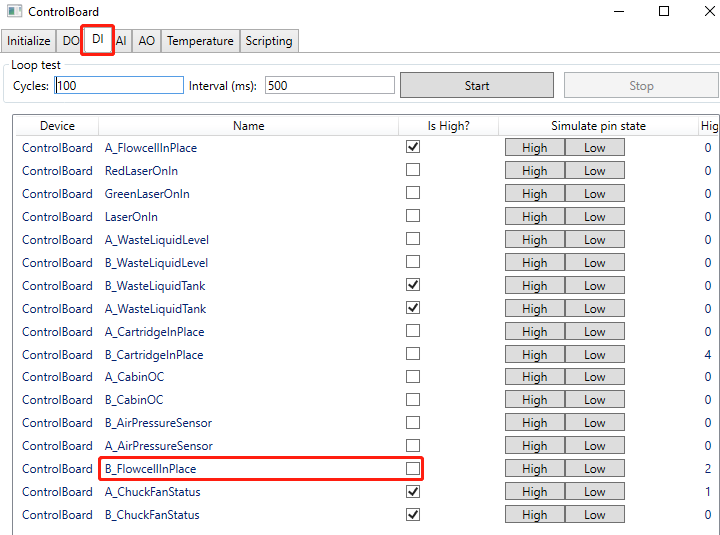 ControlBoard
Initialize DO DI AI AO Temperature Scripting
Loop test
Cycles: 100 Interval (ms): 500 Start Stop
Device Name Is High? Simulate pin state Hig
ControlBoard A_FlowcellInPlace High Low 0
ControlBoard RedLaserOnIn High Low 0
ControlBoard GreenLaserOnIn High Low 0
ControlBoard LaserOnIn High Low 0
ControlBoard A_WasteLiquidLevel High Low 0
ControlBoard B_WasteLiquidLevel High Low 0
ControlBoard B_WasteLiquidTank High Low 0
ControlBoard A_WasteLiquidTank High Low 0
ControlBoard A_CartridgeInPlace High Low 0
ControlBoard B_CartridgeInPlace High Low 4
ControlBoard A_CabinOC High Low 0
ControlBoard B_CabinOC High Low 0
ControlBoard B_AirPressureSensor High Low 0
ControlBoard A_AirPressureSensor High Low 0
ControlBoard B_FlowcellInPlace High Low 2
ControlBoard A_ChuckFanStatus High Low 1
ControlBoard B_ChuckFanStatus High Low 0